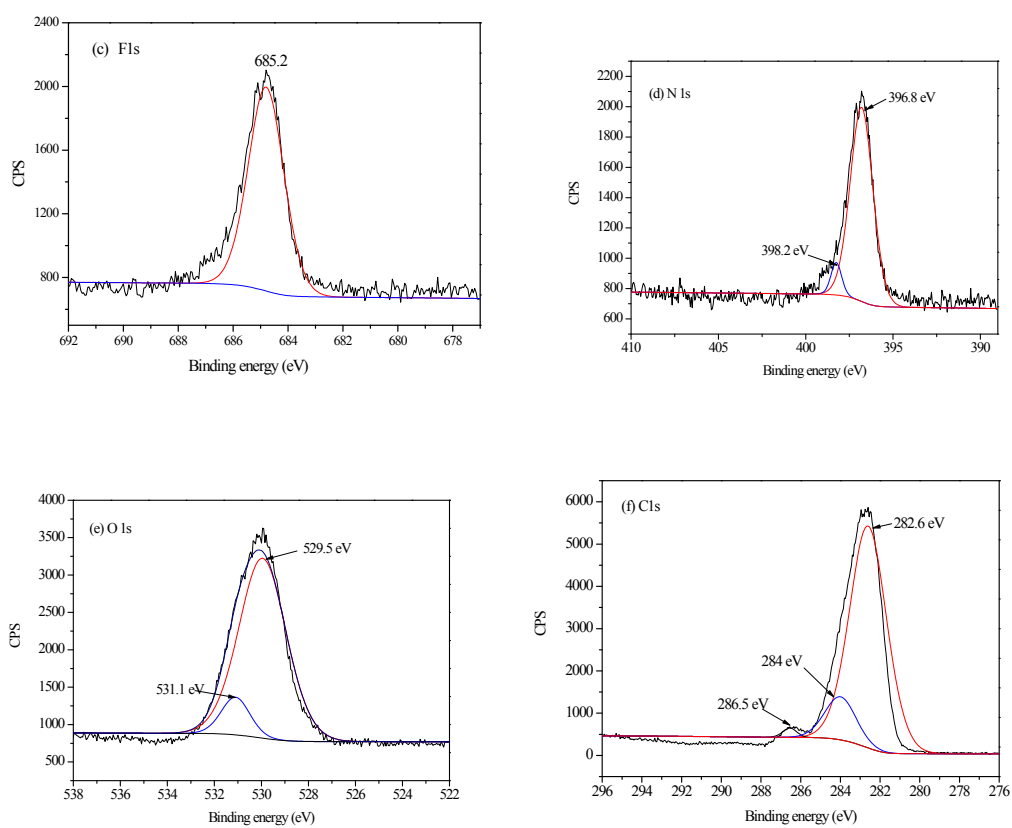 (c) F1s
685.2
2400
2000
1600
1200
800
CPS
692 690 688 686 684 682 680 678
Binding energy (eV)
(d) N 1s
396.8 eV
398.2 eV
2200
2000
1800
1600
1400
1200
1000
800
600
CPS
410 405 400 395 390
Binding energy (eV)
(e) O 1s
529.5 eV
531.1 eV
4000
3500
3000
2500
2000
1500
1000
500
CPS
538 536 534 532 530 528 526 524 522
Binding energy (eV)
(f) C1s
282.6 eV
284 eV
286.5 eV
6000
5000
4000
3000
2000
1000
0
CPS
296 294 292 290 288 286 284 282 280 278 276
Binding energy (eV)